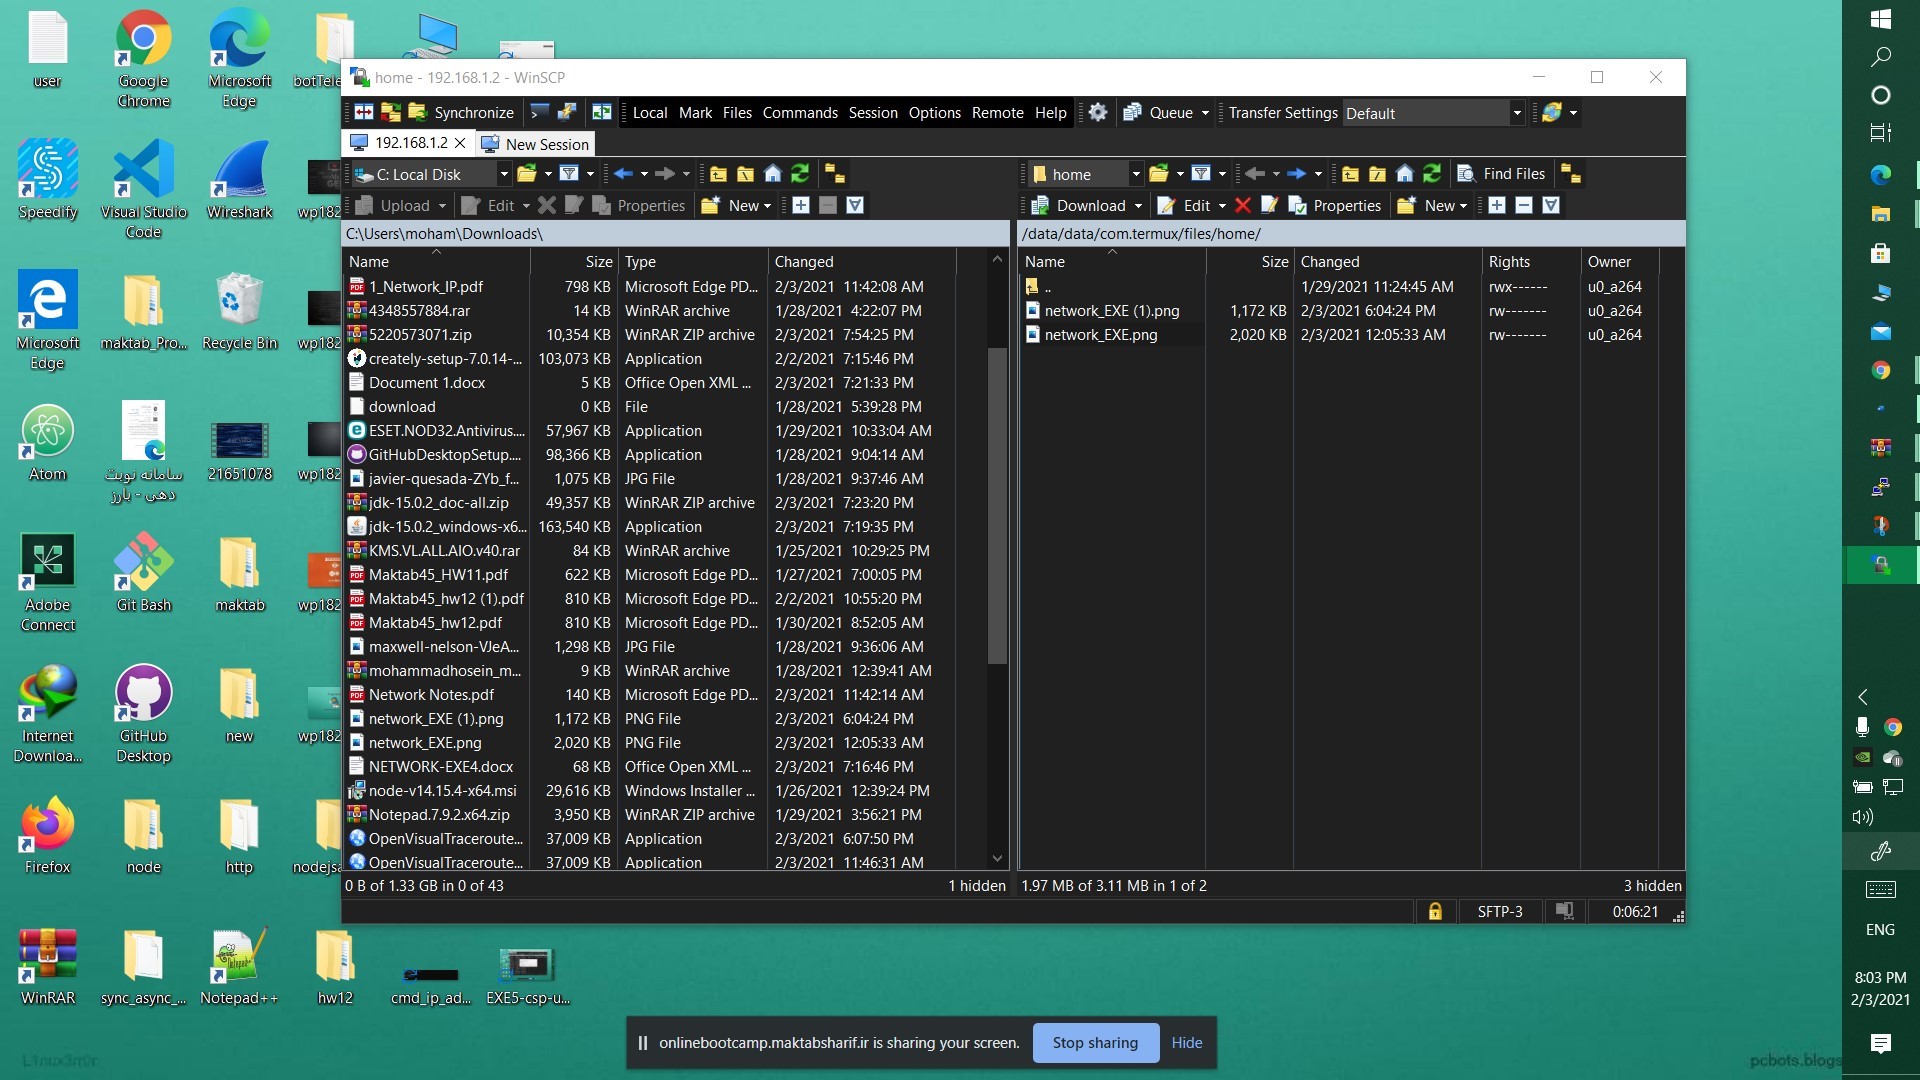 home - 192.168.1.2 - WinSCP
Synchronize
Local Mark Files Commands Session Options Remote Help
Queue
Transfer Settings Default
192.168.1.2
New Session
C: Local Disk
home
Find Files
Upload
Edit
Properties
New
Download
Edit
Properties
New
C:\Users\moham\Downloads\
Name Size Type Changed
1_Network_IP.pdf 798 KB Microsoft Edge PD... 2/3/2021 11:42:08 AM
4348557884.rar 14 KB WinRAR archive 1/28/2021 4:22:07 PM
5220573071.zip 10,354 KB WinRAR ZIP archive 2/3/2021 7:54:25 PM
creately-setup-7.0.14-... 103,073 KB Application 2/2/2021 7:15:46 PM
Document 1.docx 5 KB Office Open XML ... 2/3/2021 7:21:33 PM
download 0 KB File 1/28/2021 5:39:28 PM
ESET.NOD32.Antivirus.... 57,967 KB Application 1/29/2021 10:33:04 AM
GitHubDesktopSetup.... 98,366 KB Application 1/28/2021 9:04:14 AM
javier-quesada-ZYb_f... 1,075 KB JPG File 1/28/2021 9:37:46 AM
jdk-15.0.2_doc-all.zip 49,357 KB WinRAR ZIP archive 2/3/2021 7:23:20 PM
jdk-15.0.2_windows-x6... 163,540 KB Application 2/3/2021 7:19:35 PM
KMS.VL.ALL.AIO.v40.rar 84 KB WinRAR archive 1/25/2021 10:29:25 PM
Maktab45_HW11.pdf 622 KB Microsoft Edge PD... 1/27/2021 7:00:05 PM
Maktab45_hw12 (1).pdf 810 KB Microsoft Edge PD... 2/2/2021 10:55:20 PM
Maktab45_hw12.pdf 810 KB Microsoft Edge PD... 1/30/2021 8:52:05 AM
maxwell-nelson-VJeA... 1,298 KB JPG File 1/28/2021 9:36:06 AM
mohammadhosein_m... 9 KB WinRAR archive 1/28/2021 12:39:41 AM
Network Notes.pdf 140 KB Microsoft Edge PD... 2/3/2021 11:42:14 AM
network_EXE (1).png 1,172 KB PNG File 2/3/2021 6:04:24 PM
network_EXE.png 2,020 KB PNG File 2/3/2021 12:05:33 AM
NETWORK-EXE4.docx 68 KB Office Open XML ... 2/3/2021 7:16:46 PM
node-v14.15.4-x64.msi 29,616 KB Windows Installer ... 1/26/2021 12:39:24 PM
Notepad.7.9.2.x64.zip 3,950 KB WinRAR ZIP archive 1/29/2021 3:56:21 PM
OpenVisualTraceroute... 37,009 KB Application 2/3/2021 6:07:50 PM
OpenVisualTraceroute... 37,009 KB Application 2/3/2021 11:46:31 AM
0 B of 1.33 GB in 0 of 43 1 hidden
/data/data/com.termux/files/home/
Name Size Changed Rights Owner
.. 1/29/2021 11:24:45 AM rwx------ u0_a264
network_EXE (1).png 1,172 KB 2/3/2021 6:04:24 PM rw------- u0_a264
network_EXE.png 2,020 KB 2/3/2021 12:05:33 AM rw------- u0_a264
1.97 MB of 3.11 MB in 1 of 2 3 hidden
SFTP-3 0:06:21
user
Google
Chrome
Microsoft
Edge
botTele
Speedify
Visual Studio
Code
Wireshark
wp182
Microsoft
Edge
maktab_Pro...
Recycle Bin
wp182
Atom
سامانه نوبت
دهی - بارز
21651078
wp182
Adobe
Connect
Git Bash
maktab
wp182
Internet
Downloa...
GitHub
Desktop
new
wp182
Firefox
node
http
nodejsa
WinRAR
sync_async_...
Notepad++
hw12
cmd_ip_ad...
EXE5-csp-u...
onlinebootcamp.maktabsharif.ir is sharing your screen.
Stop sharing
Hide
ENG
8:03 PM
2/3/2021
L1nux3rr0r
pcbots.blogs